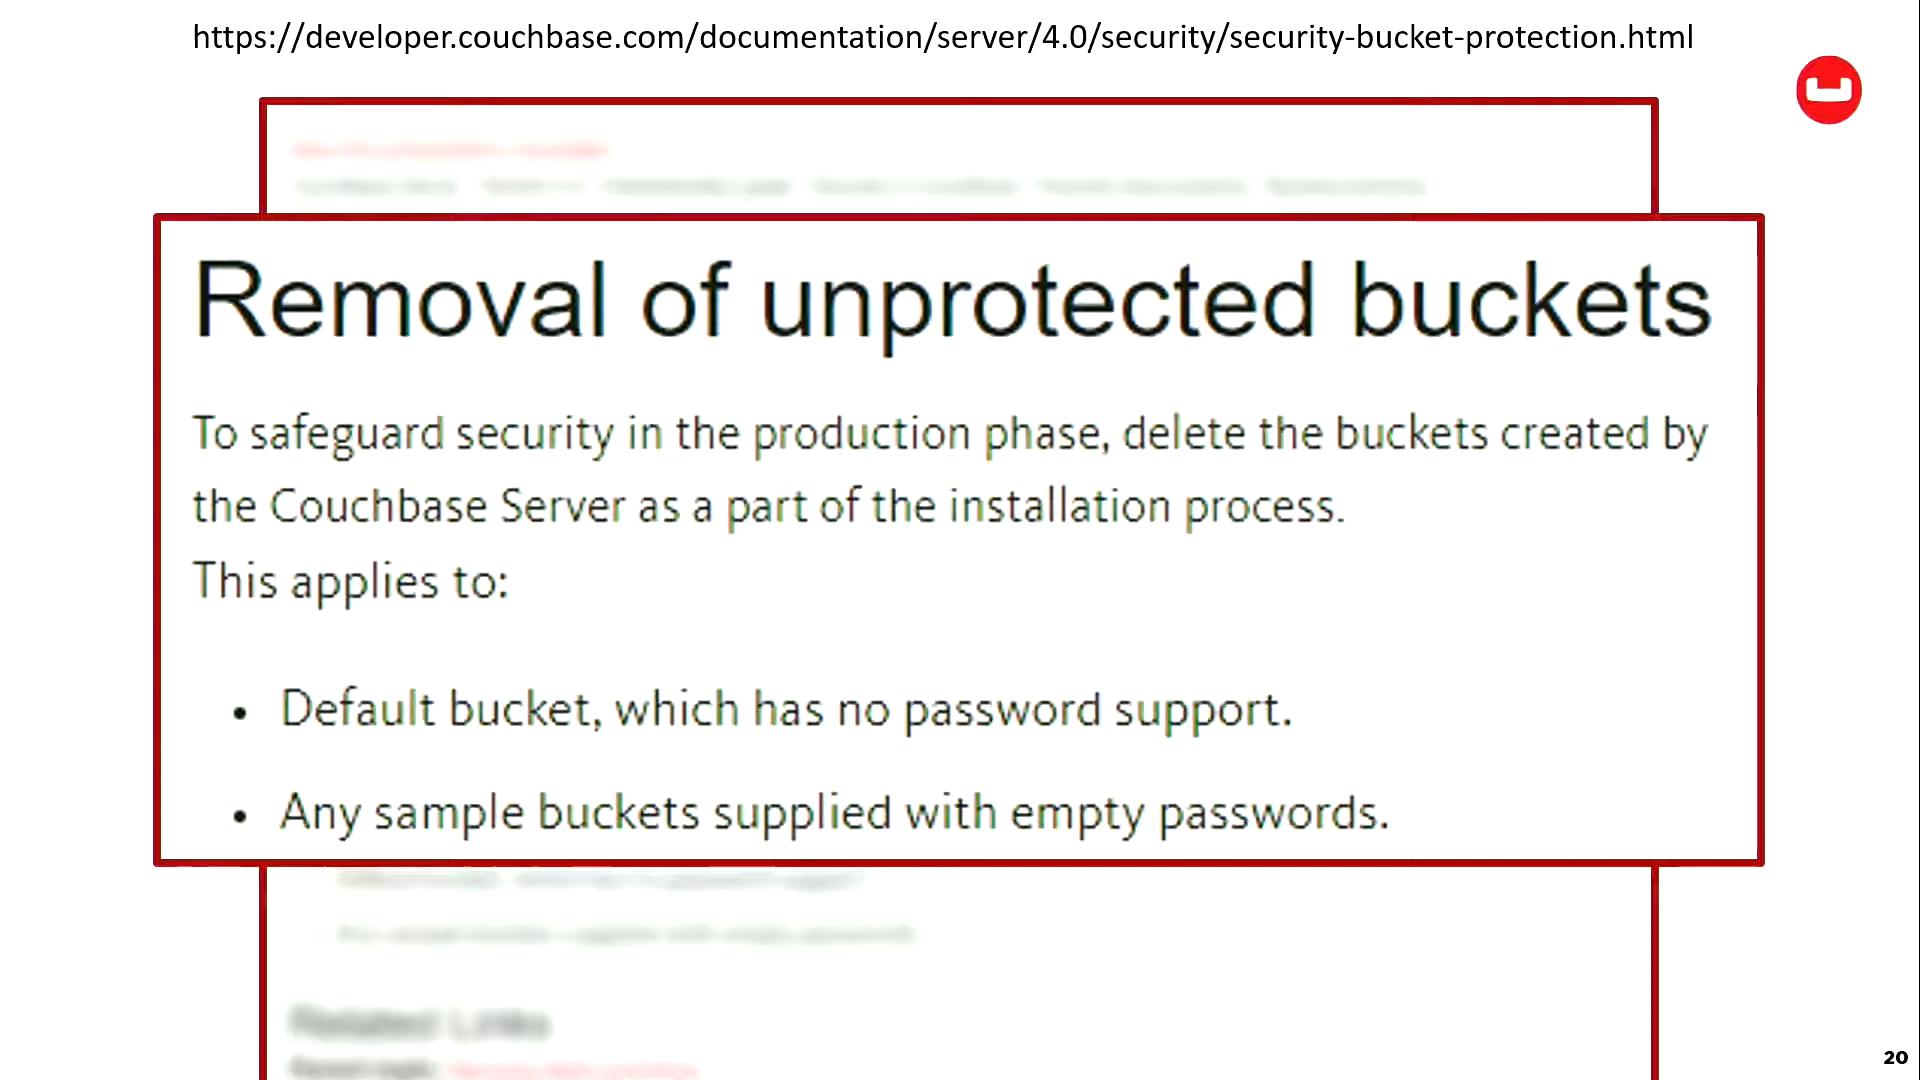 https://developer.couchbase.com/documentation/server/4.0/security/security-bucket-protection.html
Removal of unprotected buckets
To safeguard security in the production phase, delete the buckets created by
the Couchbase Server as a part of the installation process.
This applies to:
• Default bucket, which has no password support.
• Any sample buckets supplied with empty passwords.
Related Links
20